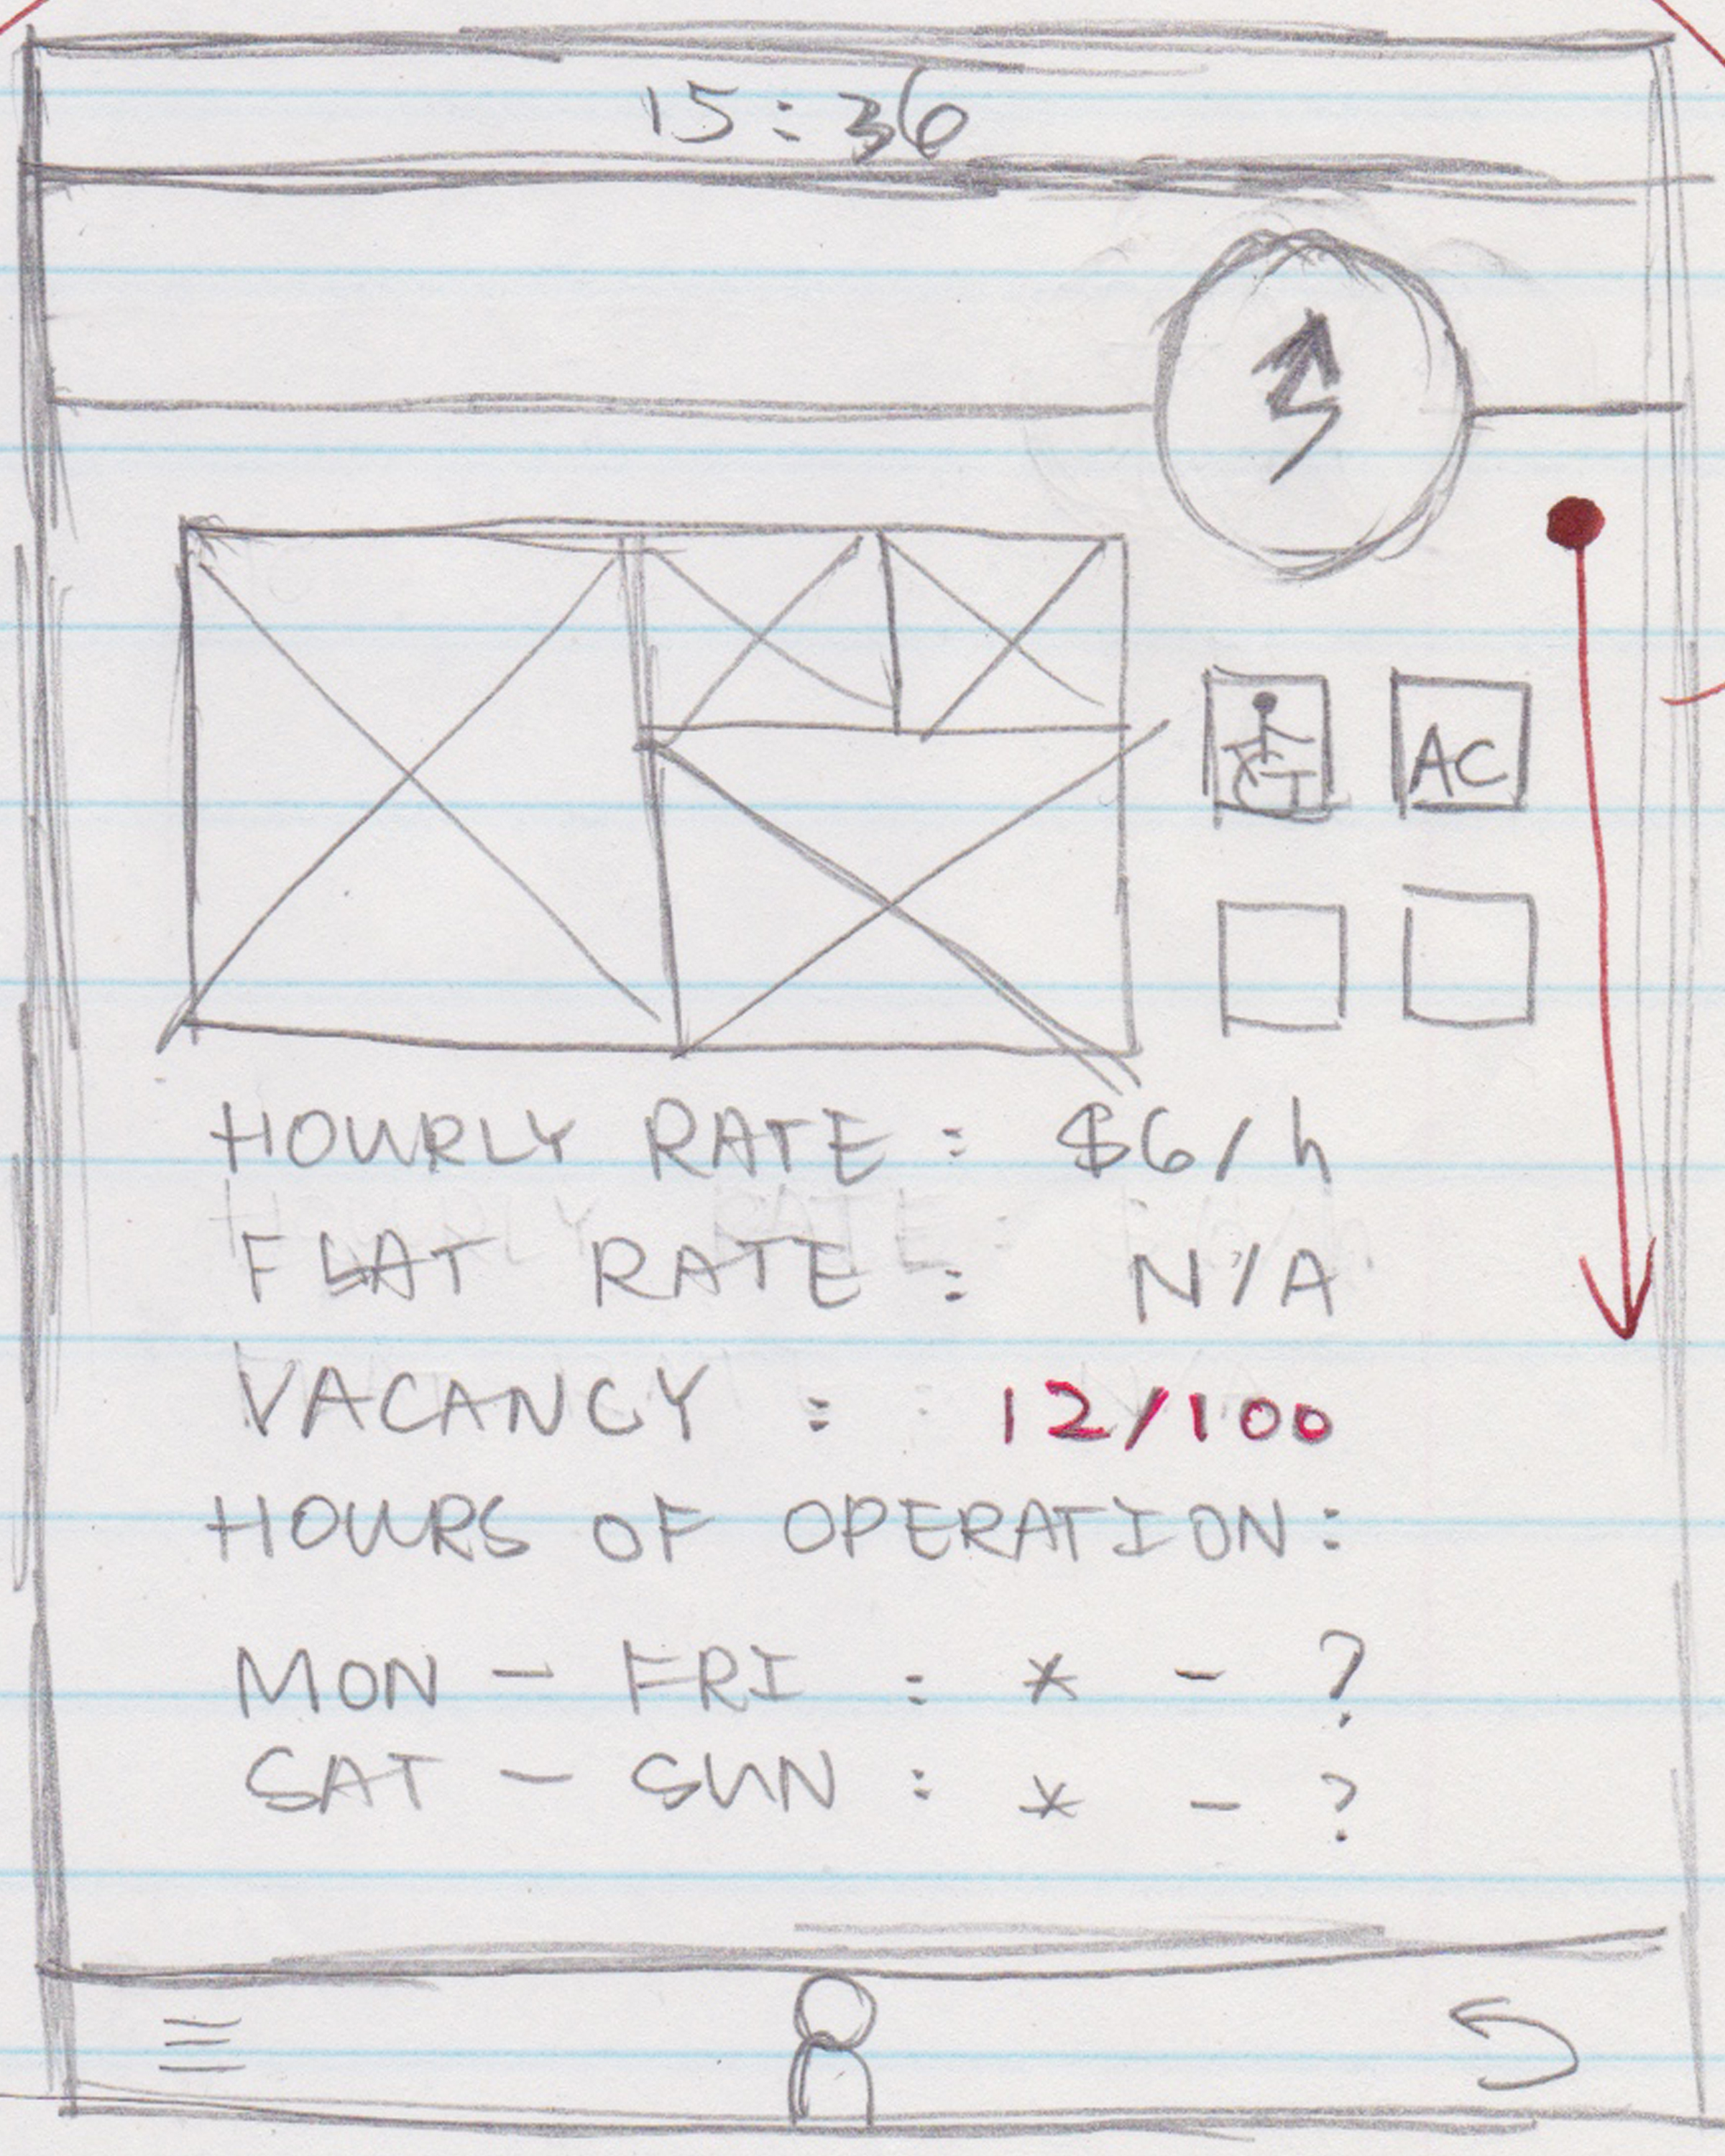 15:36
AC
HOURLY RATE: $6/h
FLAT RATE: N/A
VACANCY: 12/100
HOURS OF OPERATION:
MON - FRI: * - ?
SAT - SUN: * - ?